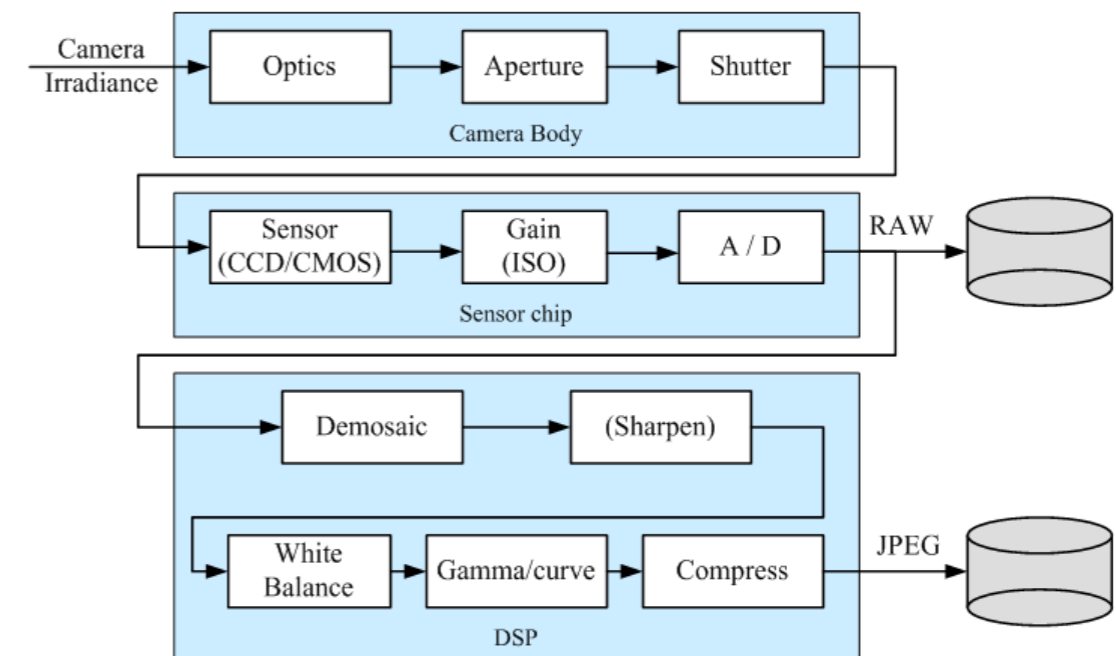 Camera
Irradiance
Optics
Aperture
Shutter
Camera Body
Sensor
(CCD/CMOS)
Gain
(ISO)
A / D
RAW
Sensor chip
Demosaic
(Sharpen)
White
Balance
Gamma/curve
Compress
JPEG
DSP